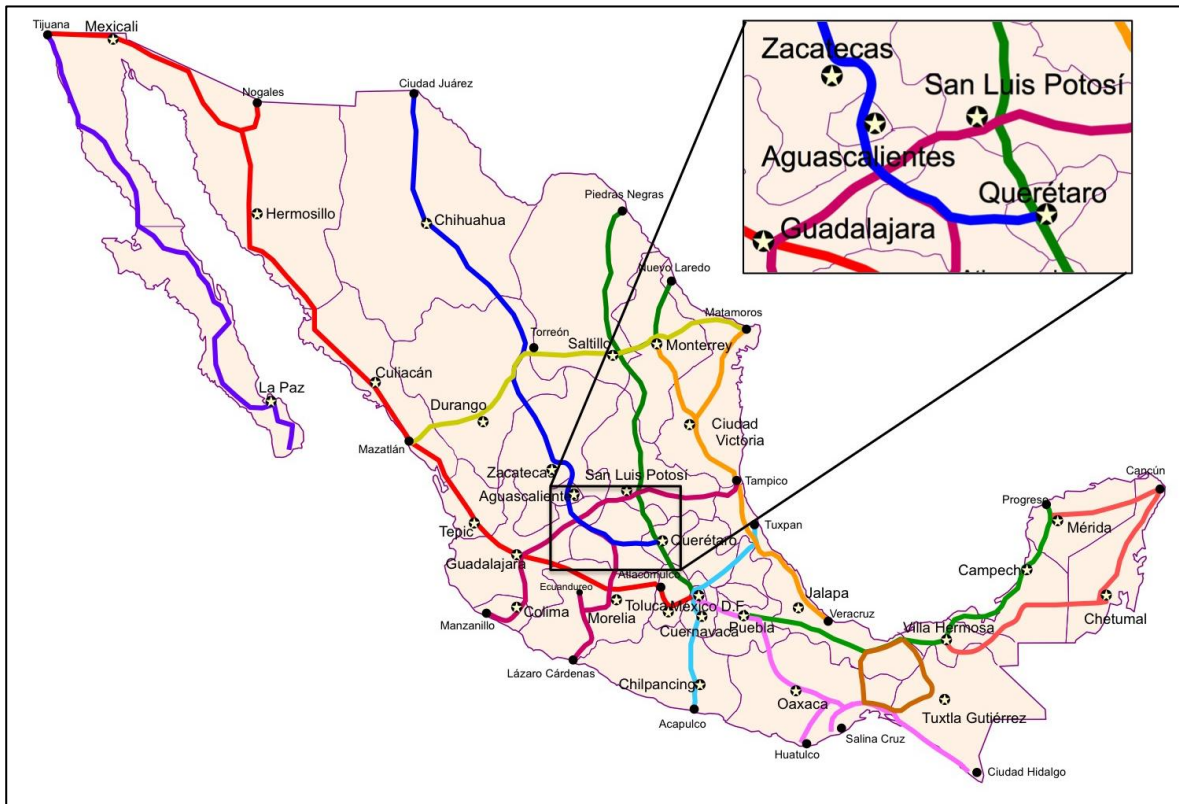 Tijuana
Mexicali
Nogales
Ciudad Juárez
Hermosillo
Chihuahua
Piedras Negras
Nuevo Laredo
Matamoros
Torreón
Saltillo
Monterrey
Culiacán
La Paz
Durango
Ciudad
Victoria
Mazatlán
Zacatecas
San Luis Potosí
Aguascaliente
Tampico
Tepic
Querétaro
Tuxpan
Guadalajara
Ecuandureo
Atlacomulco
Colima
Manzanillo
Morelia
Toluca
México D.F.
Cuernavaca
Puebla
Jalapa
Veracruz
Lázaro Cárdenas
Chilpancing
Acapulco
Oaxaca
Huatulco
Salina Cruz
Tuxtla Gutiérrez
Ciudad Hidalgo
Villa Hermosa
Campech
Progreso
Mérida
Cancún
Chetumal
Zacatecas
San Luis Potosí
Aguascalientes
Querétaro
Guadalajara